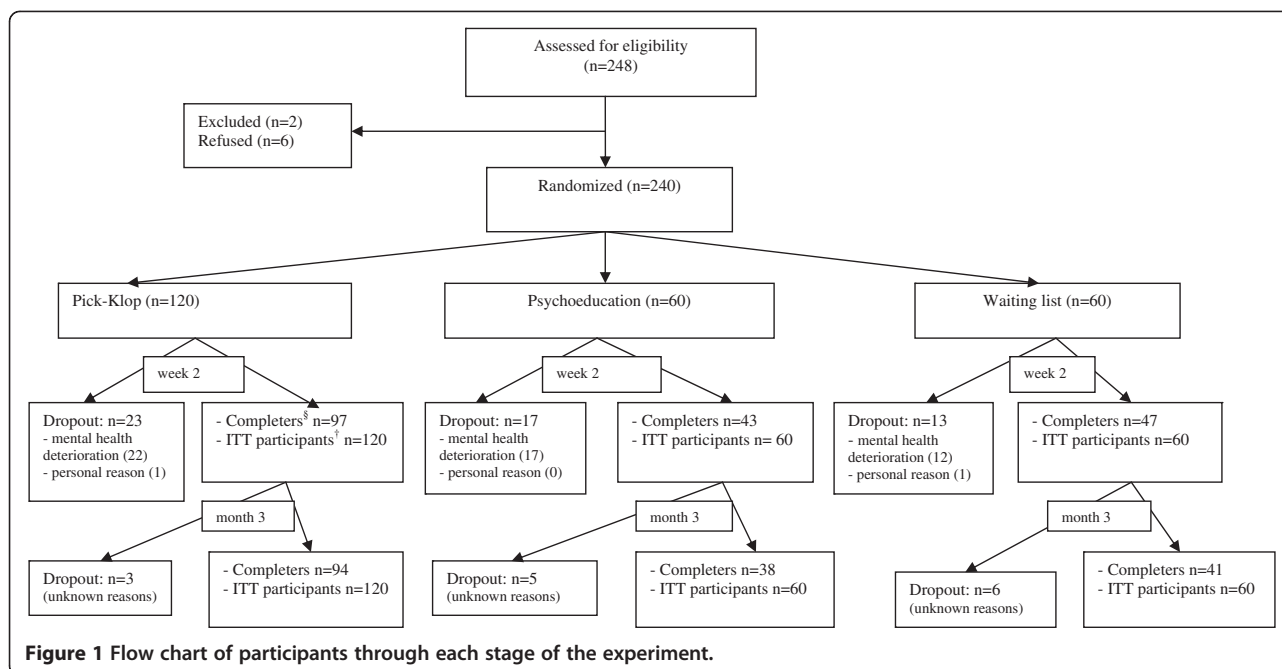 Assessed for eligibility
(n=248)
Excluded (n=2)
Refused (n=6)
Randomized (n=240)
Pick-Klop (n=120)
Psychoeducation (n=60)
Waiting list (n=60)
week 2
week 2
week 2
Dropout: n=23
- mental health
deterioration (22)
- personal reason (1)
- Completers§ n=97
- ITT participants† n=120
Dropout: n=17
- mental health
deterioration (17)
- personal reason (0)
- Completers n=43
- ITT participants n= 60
Dropout: n=13
- mental health
deterioration (12)
- personal reason (1)
- Completers n=47
- ITT participants n=60
month 3
month 3
month 3
Dropout: n=3
(unknown reasons)
- Completers n=94
- ITT participants n=120
Dropout: n=5
(unknown reasons)
- Completers n=38
- ITT participants n=60
Dropout: n=6
(unknown reasons)
- Completers n=41
- ITT participants n=60
Figure 1 Flow chart of participants through each stage of the experiment.